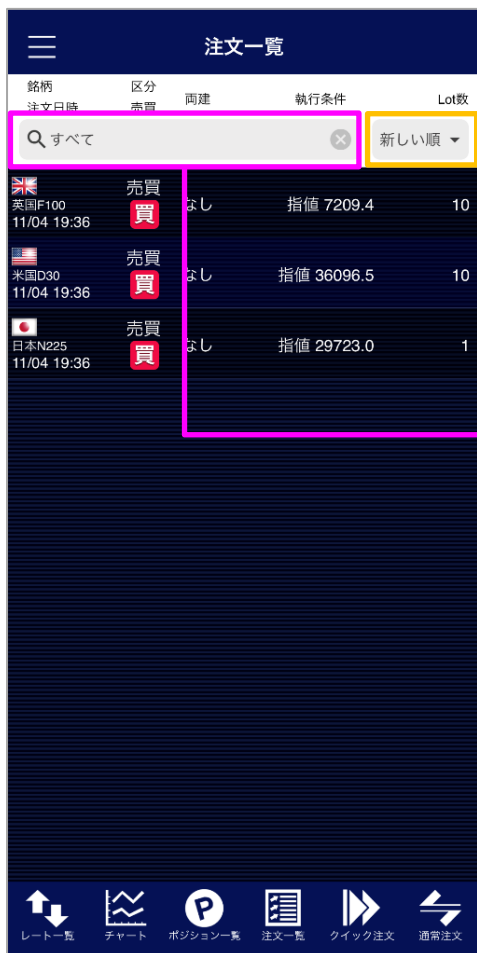 注文一覧
銘柄 区分 両建 執行条件 Lot数
注文日時 売買
すべて 新しい順
売買
英国F100 買 なし 指値 7209.4 10
11/04 19:36
売買
米国D30 買 なし 指値 36096.5 10
11/04 19:36
売買
日本N225 買 なし 指値 29723.0 1
11/04 19:36
レート一覧 チャート ポジション一覧 注文一覧 クイック注文 通常注文